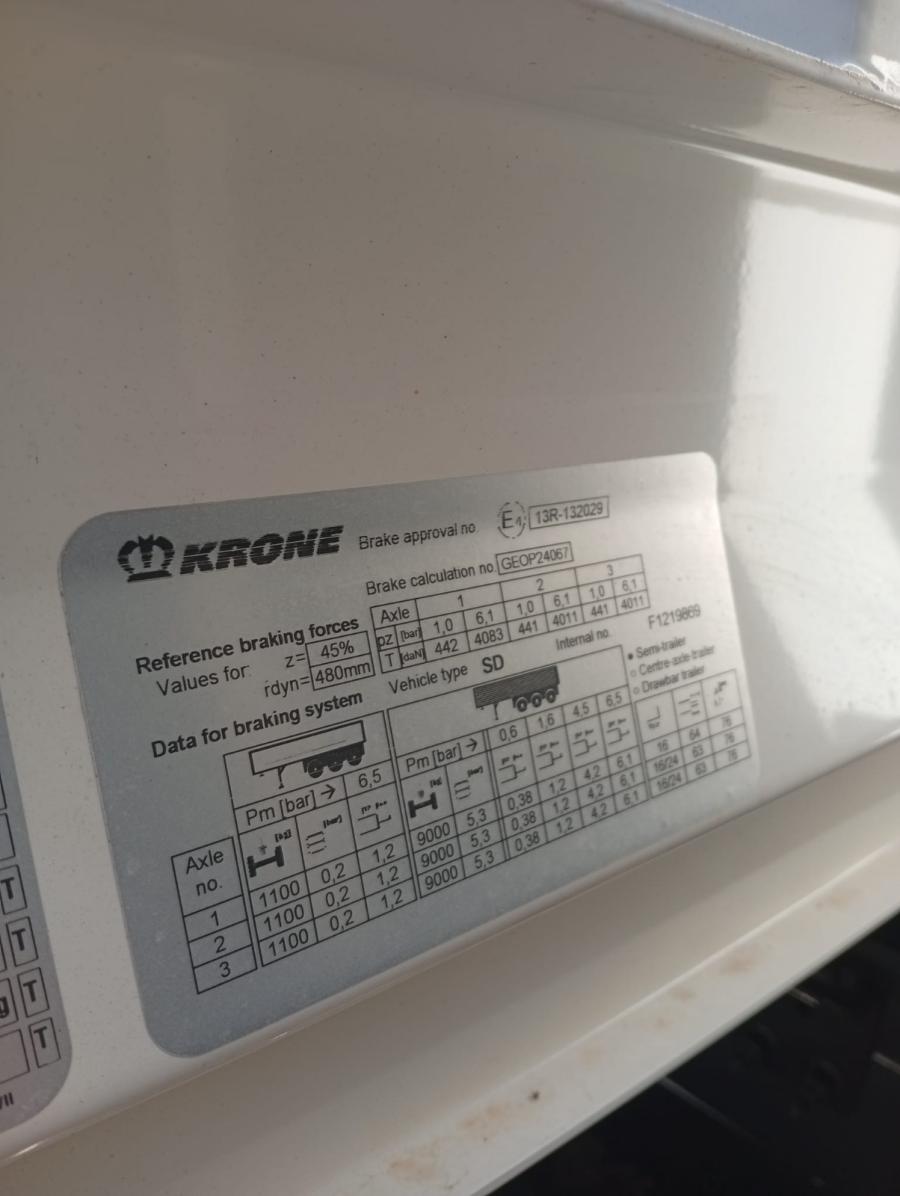 KRONE Brake approval no. E4 13R-132029
Brake calculation no. GEOP24067
Reference braking forces
Values for z= 45%
rdyn= 480mm
Axle 1 2 3
pz [bar] 1,0 6,1 1,0 6,1 1,0 6,1
T [daN] 442 4083 441 4011 441 4011
Data for braking system
Vehicle type SD Internal no. F1219869
• Semi-trailer
○ Centre-axle-trailer
○ Drawbar trailer
Pm [bar] → 6,5 Pm [bar] → 0,6 1,6 4,5 6,5
Axle no.
1 1100 0,2 1,2 9000 5,3 0,38 1,2 4,2 6,1 16 64 76
2 1100 0,2 1,2 9000 5,3 0,38 1,2 4,2 6,1 16/24 63 76
3 1100 0,2 1,2 9000 5,3 0,38 1,2 4,2 6,1 16/24 63 76
T
T
g T
T